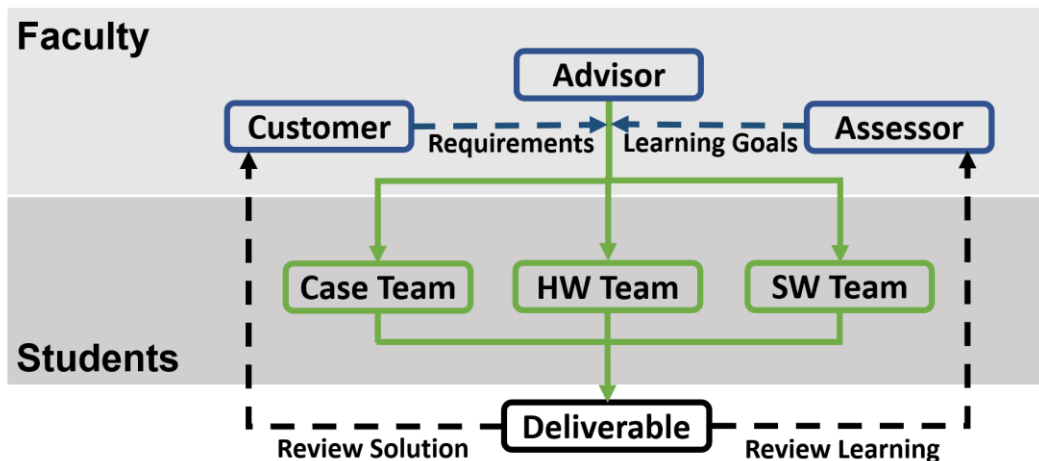 Faculty
Advisor
Customer
Assessor
Requirements
Learning Goals
Case Team
HW Team
SW Team
Students
Deliverable
Review Solution
Review Learning